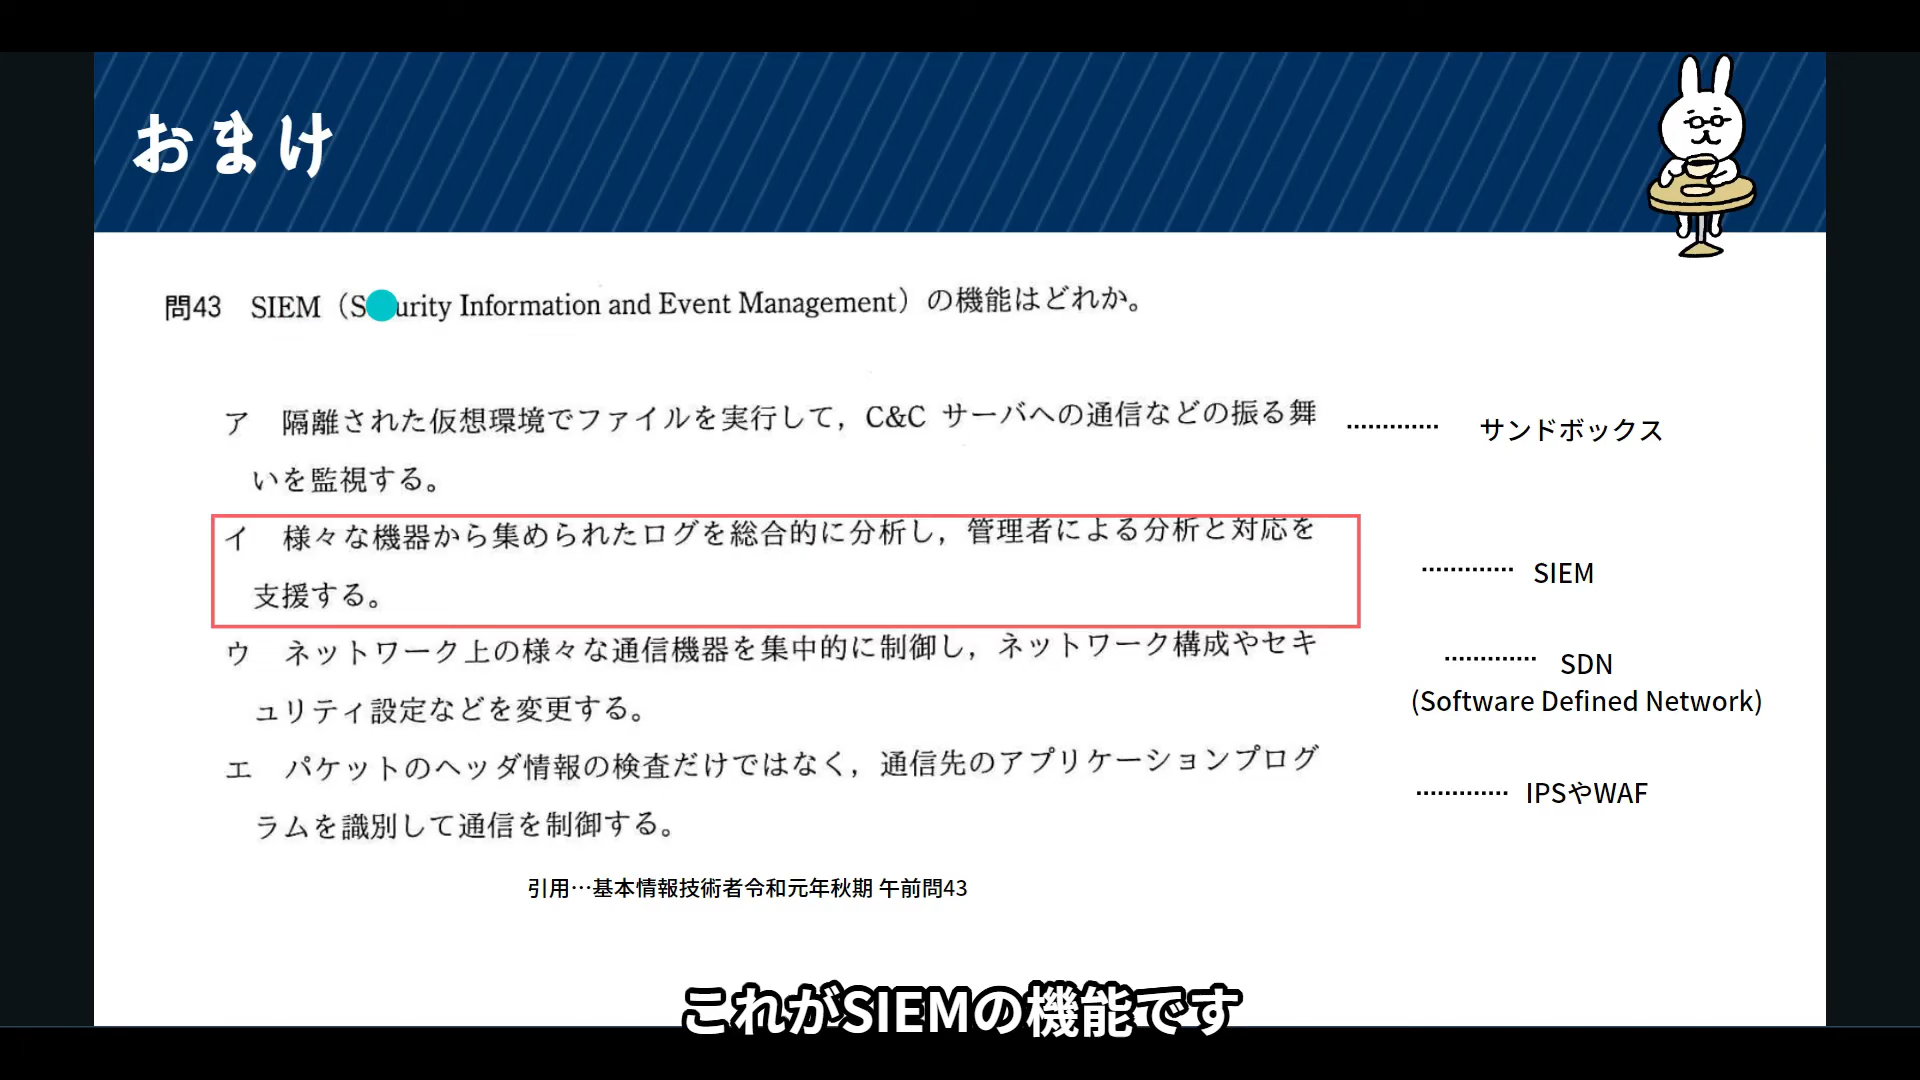 おまけ
問43 SIEM（S urity Information and Event Management）の機能はどれか。
ア 隔離された仮想環境でファイルを実行して，C&C サーバへの通信などの振る舞
いを監視する。
………… サンドボックス
イ 様々な機器から集められたログを総合的に分析し，管理者による分析と対応を
支援する。
………… SIEM
ウ ネットワーク上の様々な通信機器を集中的に制御し，ネットワーク構成やセキ
ュリティ設定などを変更する。
………… SDN
(Software Defined Network)
エ パケットのヘッダ情報の検査だけではなく，通信先のアプリケーションプログ
ラムを識別して通信を制御する。
………… IPSやWAF
引用…基本情報技術者令和元年秋期 午前問43
これがSIEMの機能です